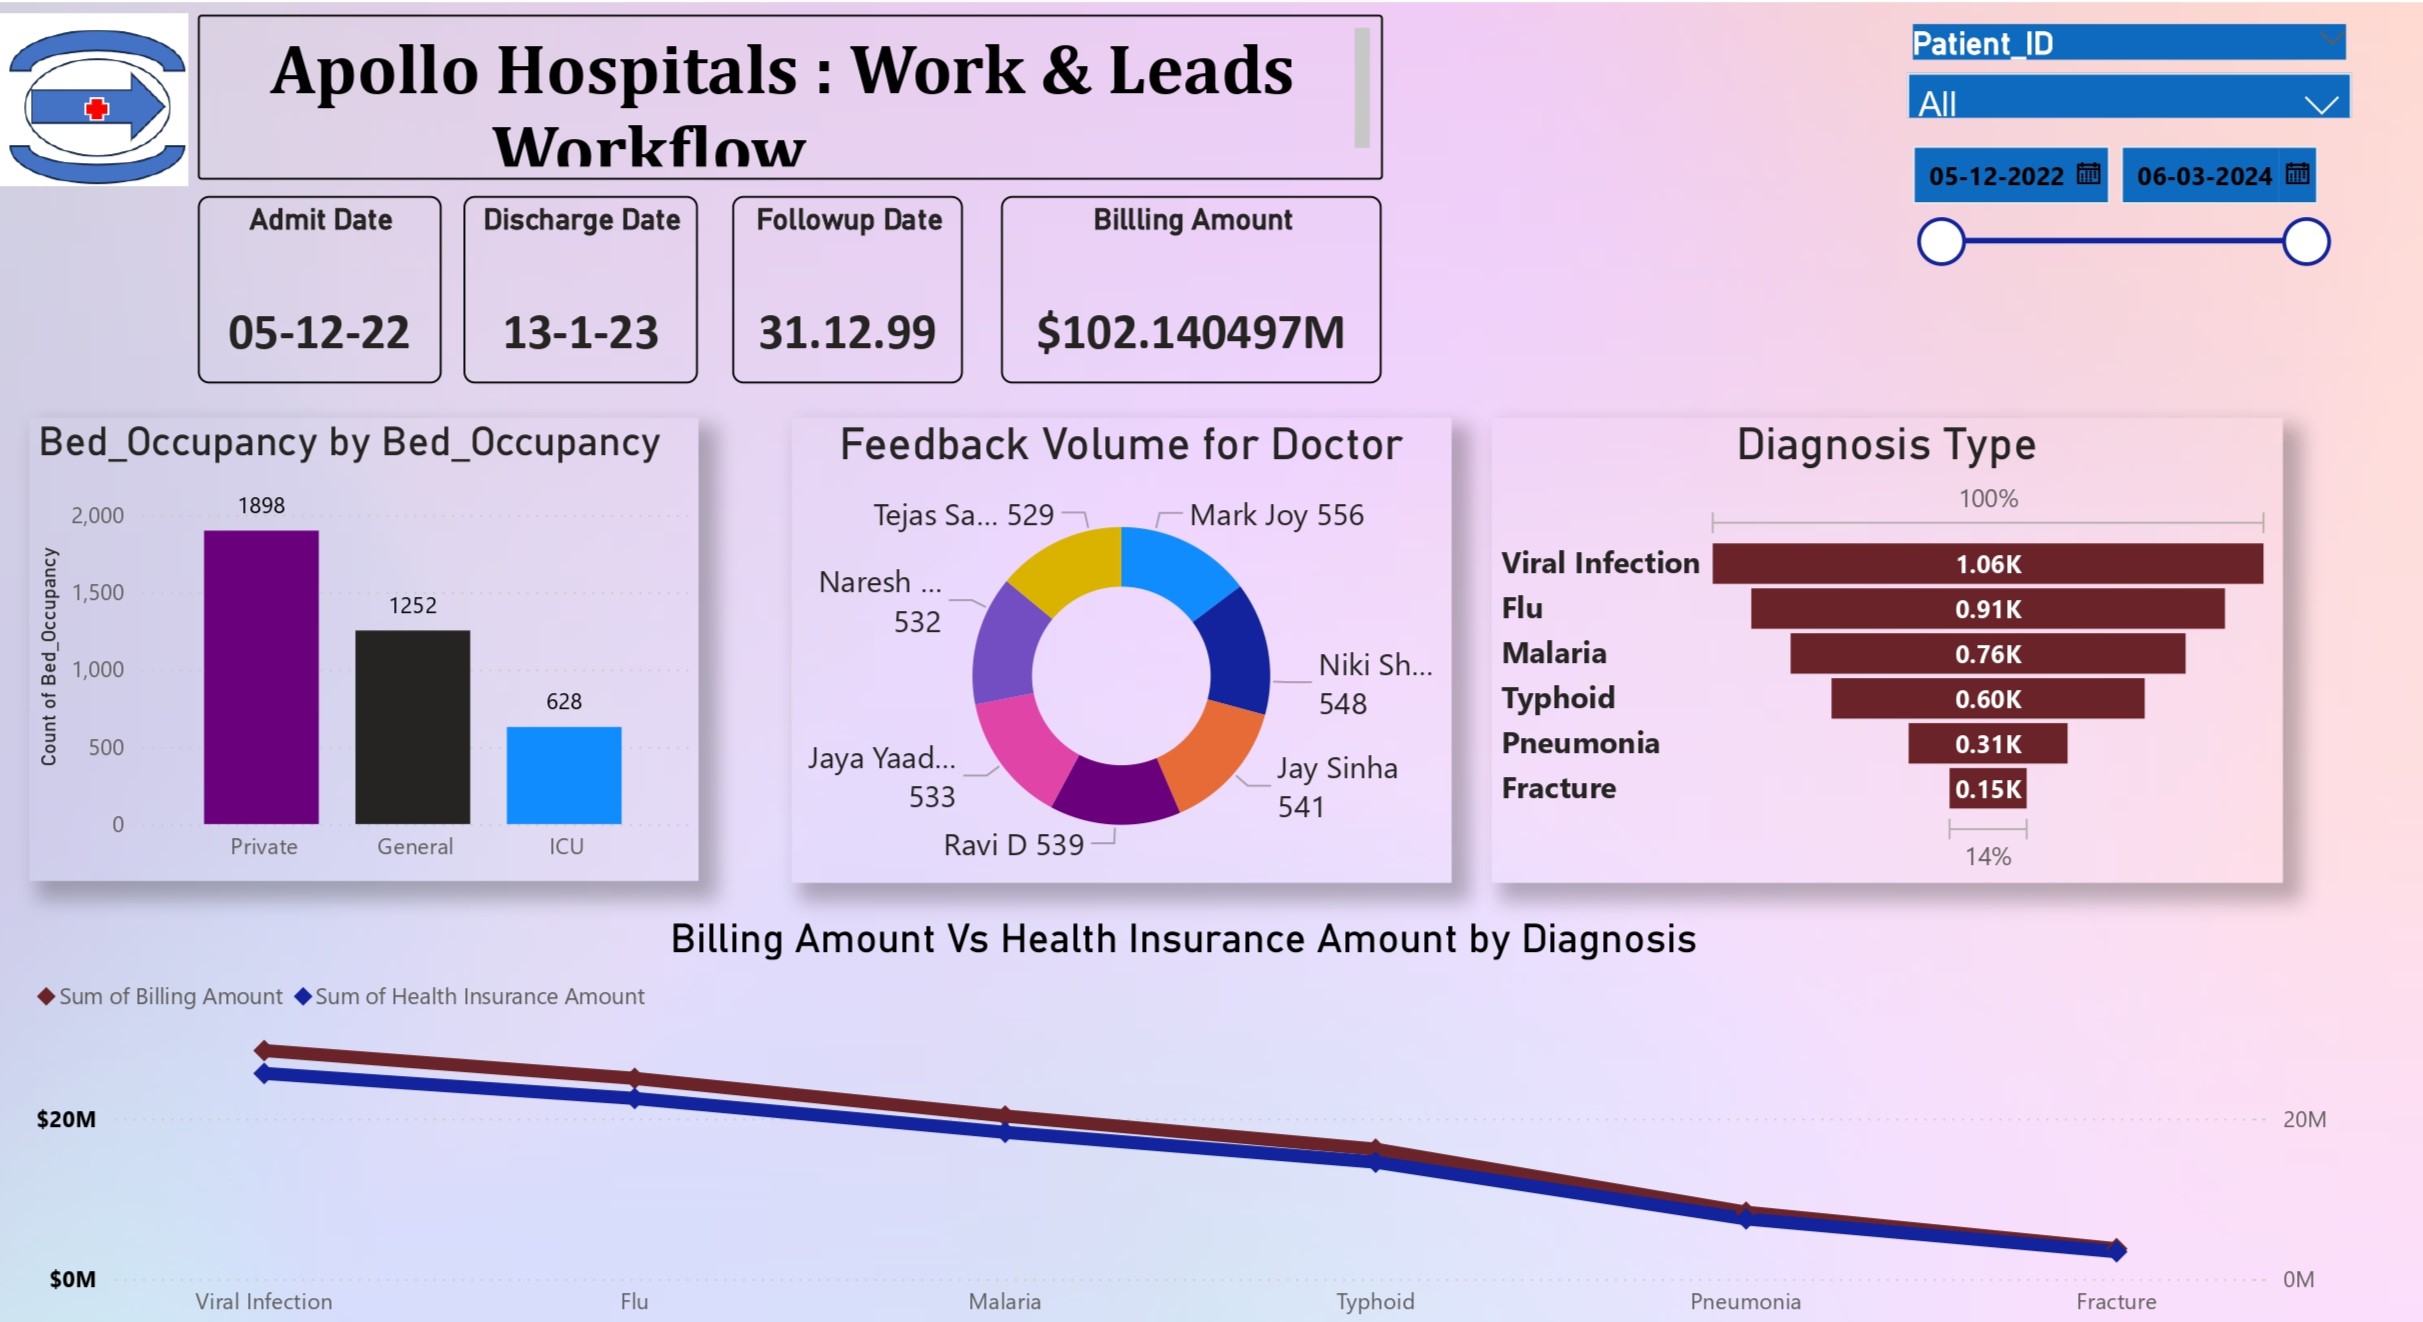 Apollo Hospitals : Work & Leads
Workflow
Patient_ID
All
05-12-2022
06-03-2024
Admit Date
05-12-22
Discharge Date
13-1-23
Followup Date
31.12.99
Billling Amount
$102.140497M
Bed_Occupancy by Bed_Occupancy
Count of Bed_Occupancy
2,000
1,500
1,000
500
0
1898
1252
628
Private
General
ICU
Feedback Volume for Doctor
Mark Joy 556
Niki Sh...
548
Jay Sinha
541
Ravi D 539
Jaya Yaad...
533
Naresh ...
532
Tejas Sa... 529
Diagnosis Type
100%
Viral Infection 1.06K
Flu 0.91K
Malaria 0.76K
Typhoid 0.60K
Pneumonia 0.31K
Fracture 0.15K
14%
Billing Amount Vs Health Insurance Amount by Diagnosis
Sum of Billing Amount Sum of Health Insurance Amount
$20M
$0M
20M
0M
Viral Infection
Flu
Malaria
Typhoid
Pneumonia
Fracture